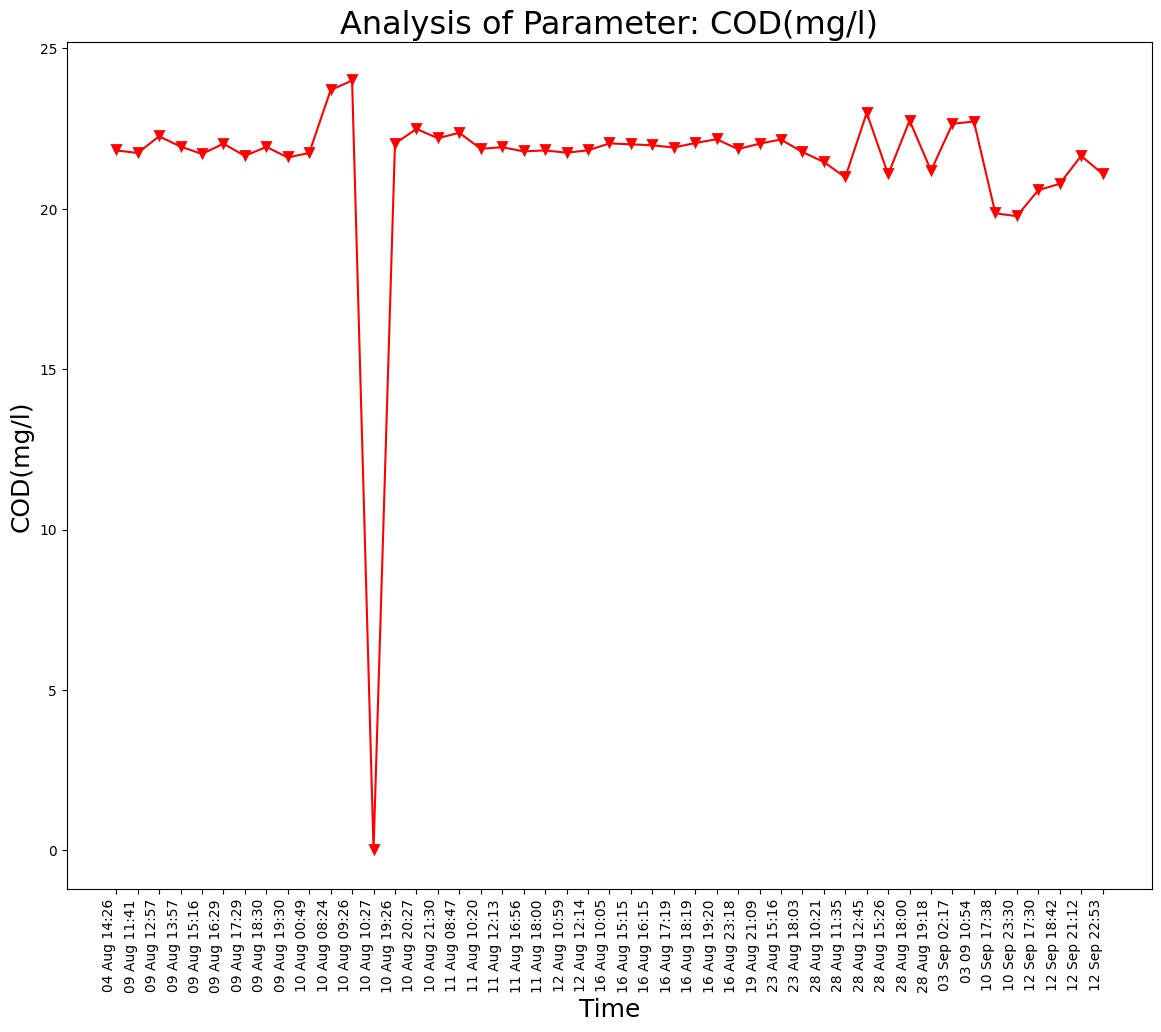 Analysis of Parameter: COD(mg/l)
COD(mg/l)
25
20
15
10
5
0
04 Aug 14:26
09 Aug 11:41
09 Aug 12:57
09 Aug 13:57
09 Aug 15:16
09 Aug 16:29
09 Aug 17:29
09 Aug 18:30
09 Aug 19:30
10 Aug 00:49
10 Aug 08:24
10 Aug 09:26
10 Aug 10:27
10 Aug 19:26
10 Aug 20:27
10 Aug 21:30
11 Aug 08:47
11 Aug 10:20
11 Aug 12:13
11 Aug 16:56
11 Aug 18:00
12 Aug 10:59
12 Aug 12:14
16 Aug 10:05
16 Aug 15:15
16 Aug 16:15
16 Aug 17:19
16 Aug 18:19
16 Aug 19:20
16 Aug 23:18
19 Aug 21:09
23 Aug 15:16
23 Aug 18:03
28 Aug 10:21
28 Aug 11:35
28 Aug 12:45
28 Aug 15:26
28 Aug 18:00
28 Aug 19:18
03 Sep 02:17
03 09 10:54
10 Sep 17:38
10 Sep 23:30
12 Sep 17:30
12 Sep 18:42
12 Sep 21:12
12 Sep 22:53
Time